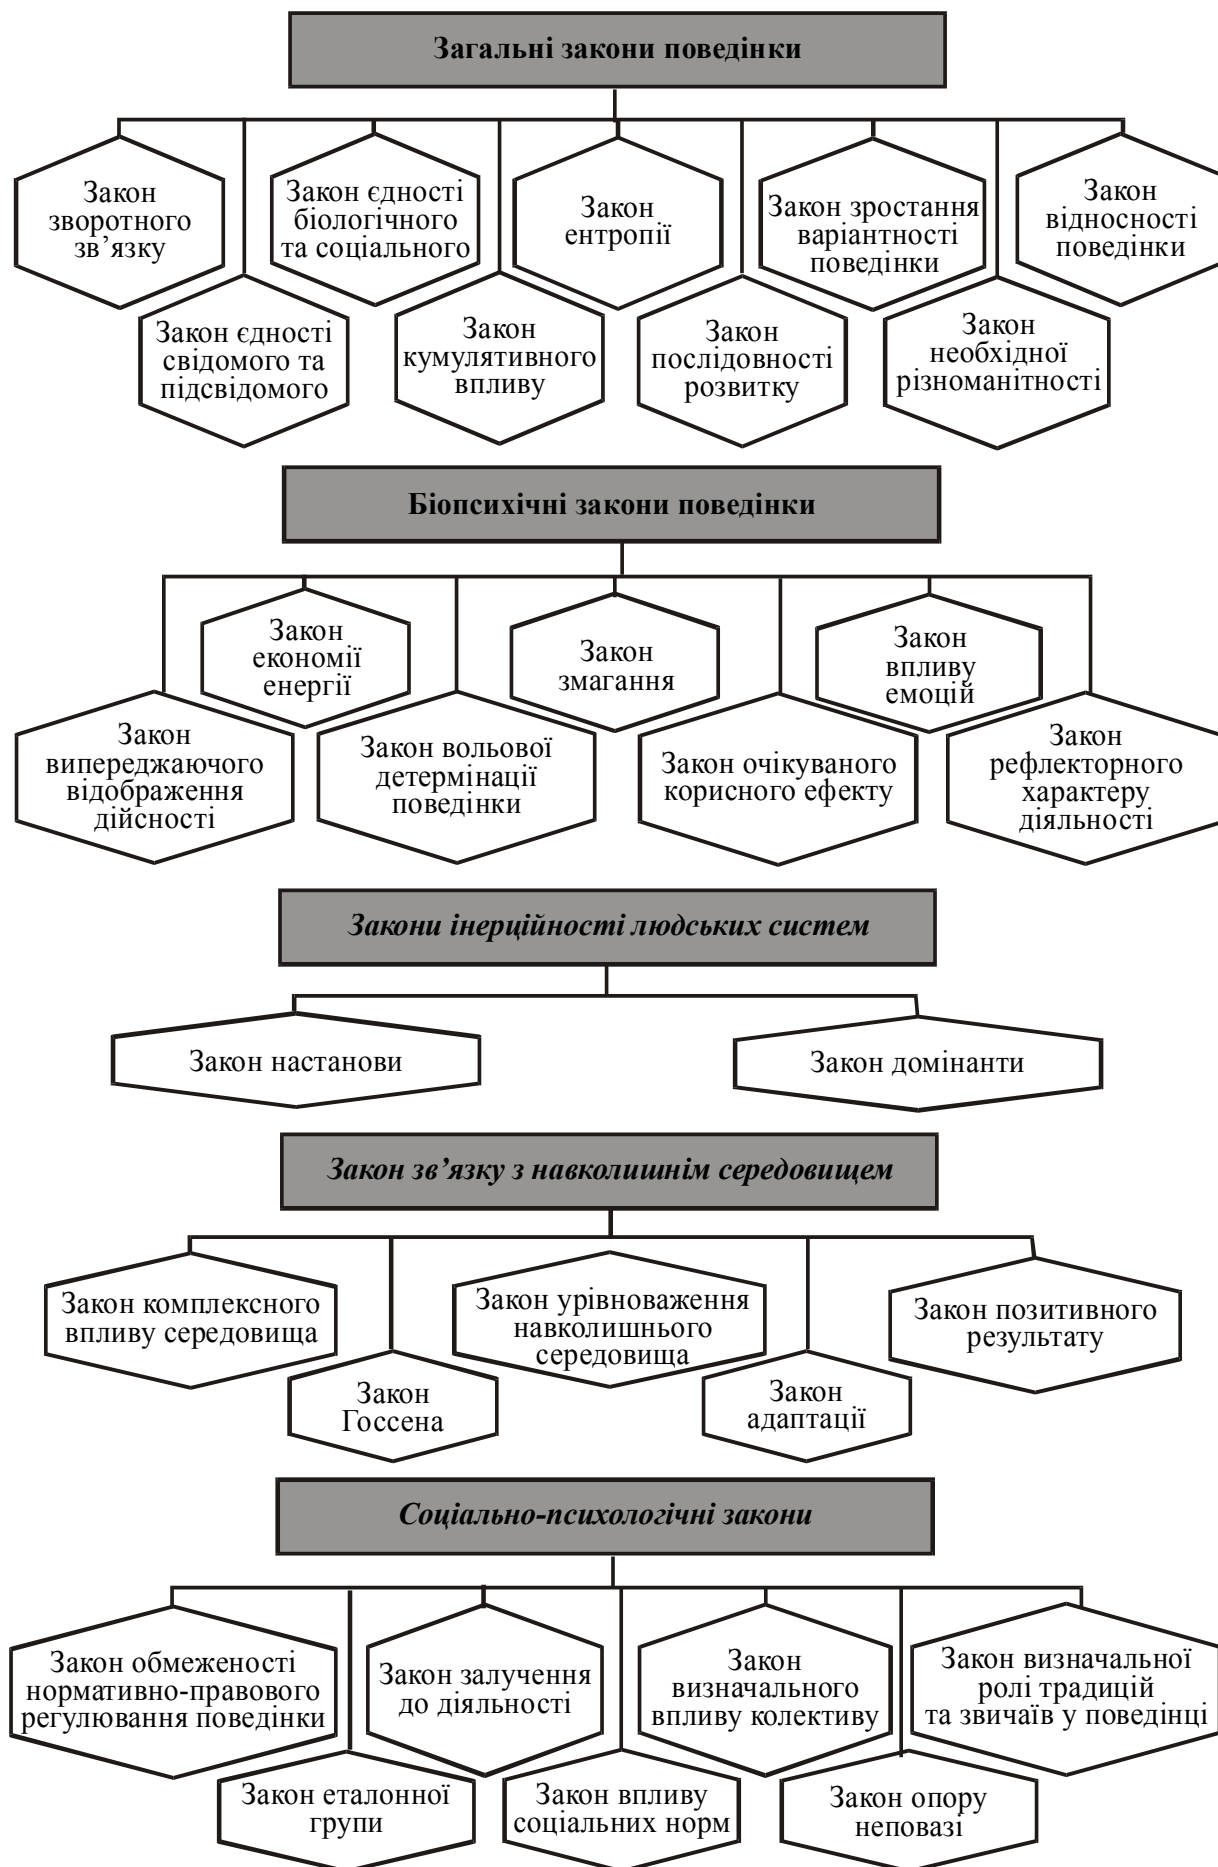 Загальні закони поведінки
Закон
зворотного
зв’язку
Закон єдності
біологічного
та соціального
Закон
ентропії
Закон зростання
варіантності
поведінки
Закон
відносності
поведінки
Закон єдності
свідомого та
підсвідомого
Закон
кумулятивного
впливу
Закон
послідовності
розвитку
Закон
необхідної
різноманітності
Біопсихічні закони поведінки
Закон
економії
енергії
Закон
змагання
Закон
впливу
емоцій
Закон
випереджаючого
відображення
дійсності
Закон вольової
детермінації
поведінки
Закон очікуваного
корисного ефекту
Закон
рефлекторного
характеру
діяльності
Закони інерційності людських систем
Закон настанови
Закон домінанти
Закон зв’язку з навколишнім середовищем
Закон комплексного
впливу середовища
Закон урівноваження
навколишнього
середовища
Закон позитивного
результату
Закон
Госсена
Закон
адаптації
Соціально-психологічні закони
Закон обмеженості
нормативно-правового
регулювання поведінки
Закон залучення
до діяльності
Закон
визначального
впливу колективу
Закон визначальної
ролі традицій
та звичаїв у поведінці
Закон еталонної
групи
Закон впливу
соціальних норм
Закон опору
неповазі